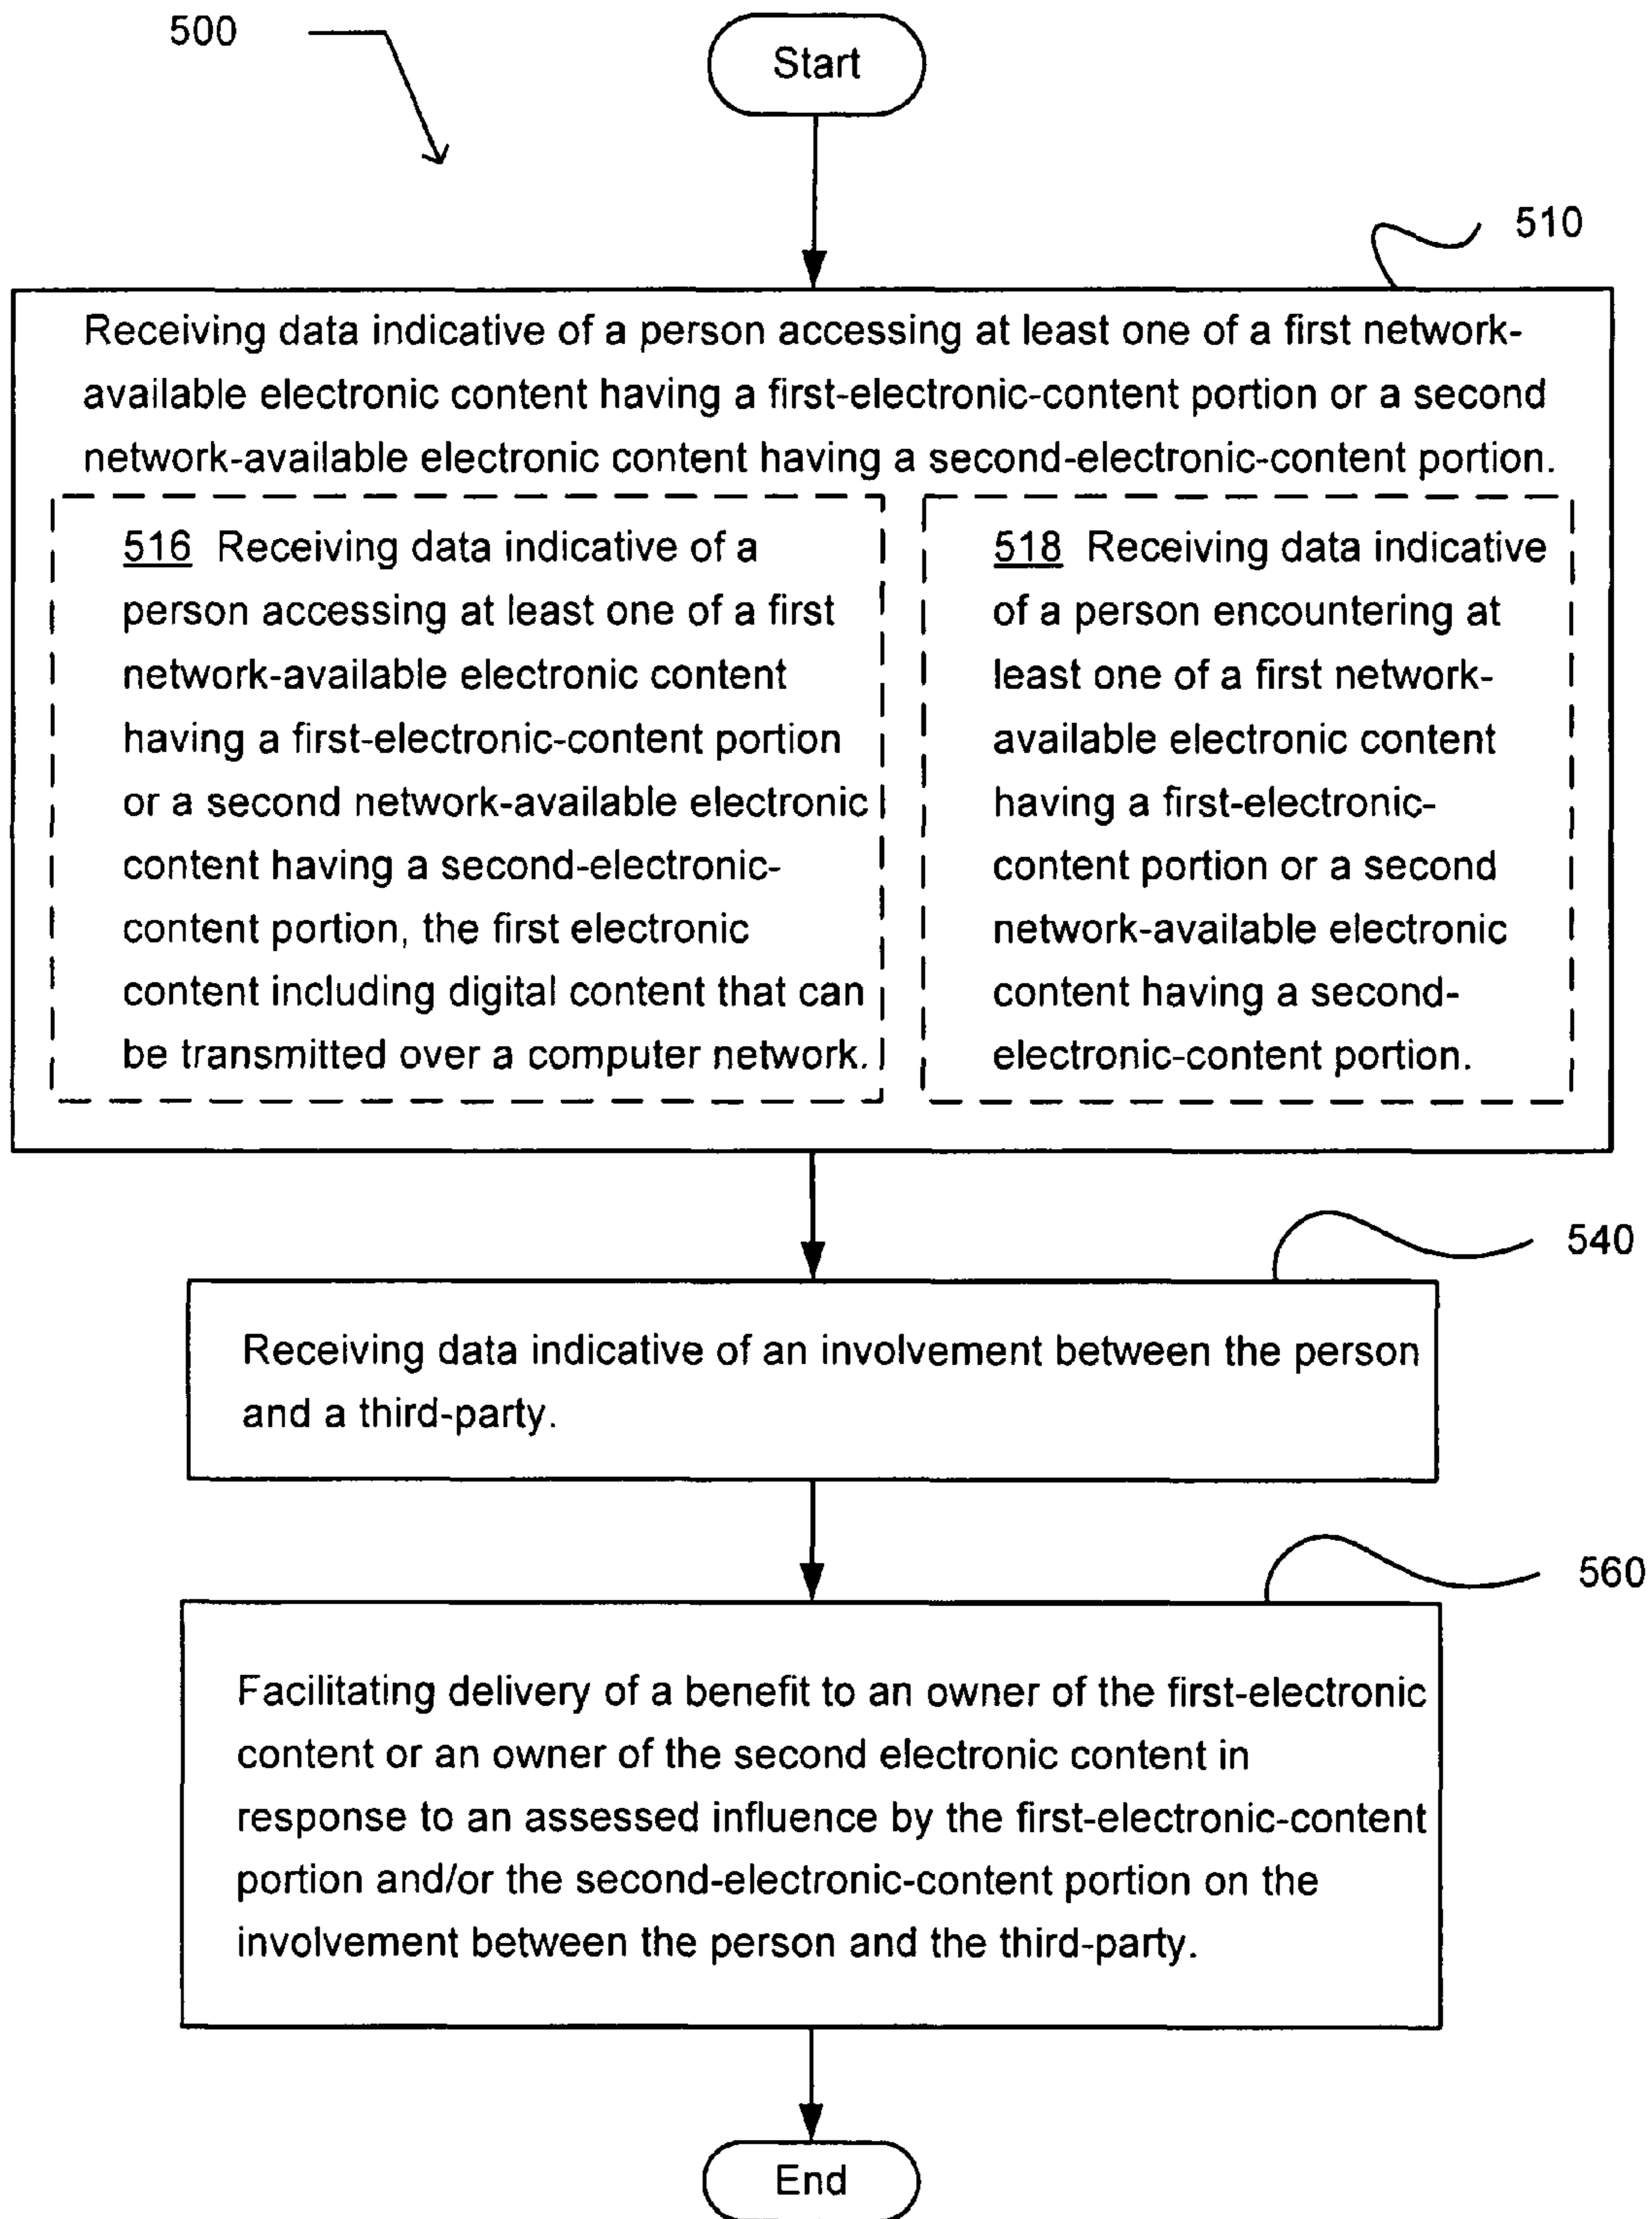 500
Start
510
Receiving data indicative of a person accessing at least one of a first network-
available electronic content having a first-electronic-content portion or a second
network-available electronic content having a second-electronic-content portion.
516 Receiving data indicative of a
person accessing at least one of a first
network-available electronic content
having a first-electronic-content portion
or a second network-available electronic
content having a second-electronic-
content portion, the first electronic
content including digital content that can
be transmitted over a computer network.
518 Receiving data indicative
of a person encountering at
least one of a first network-
available electronic content
having a first-electronic-
content portion or a second
network-available electronic
content having a second-
electronic-content portion.
540
Receiving data indicative of an involvement between the person
and a third-party.
560
Facilitating delivery of a benefit to an owner of the first-electronic
content or an owner of the second electronic content in
response to an assessed influence by the first-electronic-content
portion and/or the second-electronic-content portion on the
involvement between the person and the third-party.
End